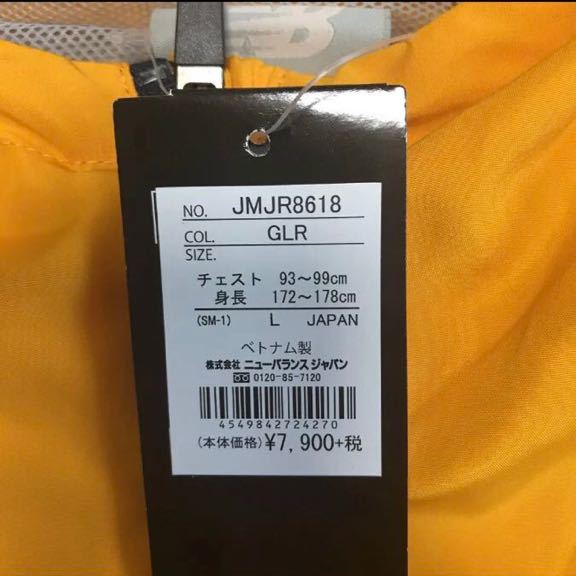 NO. JMJR8618
COL. GLR
SIZE.
チェスト 93〜99cm
身長 172〜178cm
(SM-1) L JAPAN
ベトナム製
株式会社 ニューバランス ジャパン
0120-85-7120
4549842724270
(本体価格) ¥7,900+税